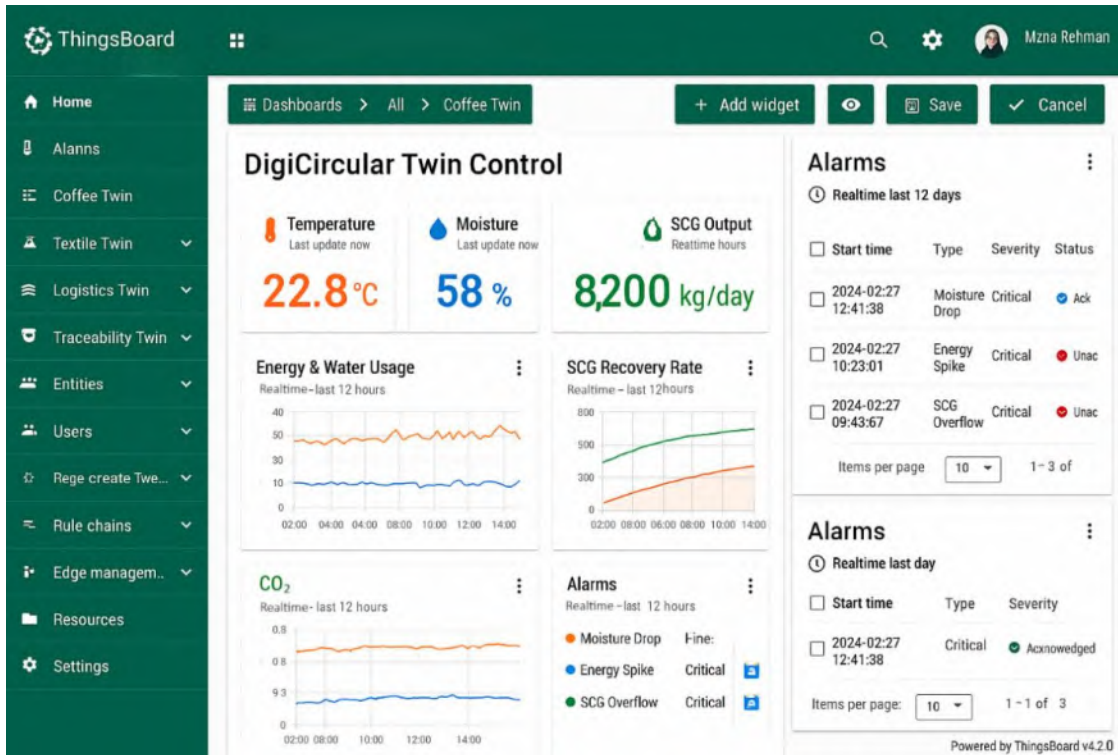 ThingsBoard
Mzna Rehman
Home
Alanns
Coffee Twin
Textile Twin
Logistics Twin
Traceability Twin
Entities
Users
Rege create Twe...
Rule chains
Edge managem..
Resources
Settings
Dashboards > All > Coffee Twin
+ Add widget
Save
Cancel
DigiCircular Twin Control
Temperature
Last update now
22.8 °C
Moisture
Last update now
58 %
SCG Output
Reattime hours
8,200 kg/day
Energy & Water Usage
Realtime-last 12 hours
40
50
30
10
0
02:00 04:00 04:00 08:00 10:00 12:00 14:00
SCG Recovery Rate
Realtime - last 12hours
800
500
300
0
02:00 08:00 06:00 08:00 10:00 14:00
CO₂
Realtime- last 12 hours
0.8
0.8
9.3
0
02:00 08:00 10:00 12:00 14:00
Alarms
Realtime -last 12 hours
Moisture Drop Fine:
Energy Spike Critical
SCG Overflow Critical
Alarms
Realtime last 12 days
Start time Type Severity Status
2024-02:27 Moisture Critical Ack
12:41:38 Drop
2024-02:27 Energy Critical Unac
10:23:01 Spike
2024-02:27 SCG Critical Unac
09:43:67 Overflow
Items per page 10 1-3 of
Alarms
Realtime last day
Start time Type Severity
2024-02:27 Critical Acxnowedged
12:41:38
Items per page: 10 1-1 of 3
Powered by ThingsBoard v4.2.0